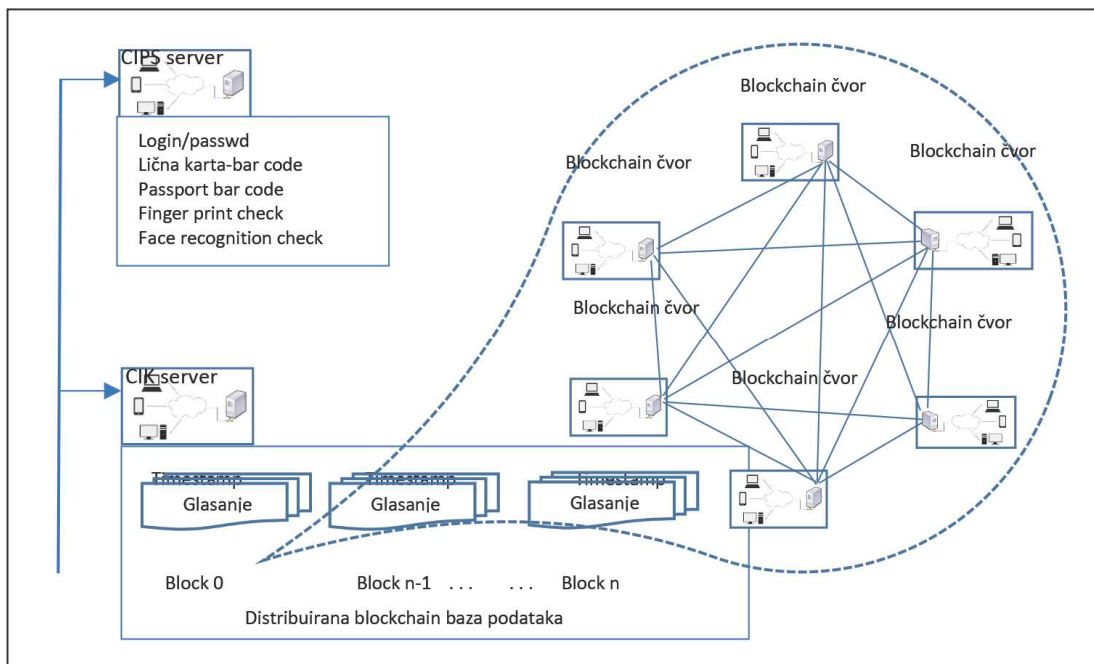 CIPS server
Login/passwd
Lična karta-bar code
Passport bar code
Finger print check
Face recognition check
Blockchain čvor
Blockchain čvor
Blockchain čvor
Blockchain čvor
Blockchain čvor
Blockchain čvor
CIK server
Timestamp
Timestamp
Timestamp
Glasanje
Glasanje
Glasanje
Block 0
Block n-1 . . . . . . Block n
Distribuirana blockchain baza podataka